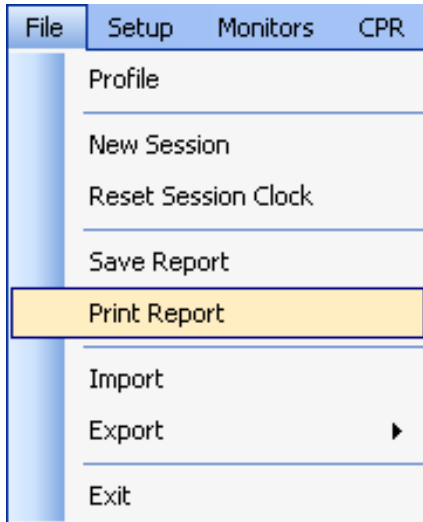 File Setup Monitors CPR
Profile
New Session
Reset Session Clock
Save Report
Print Report
Import
Export
Exit